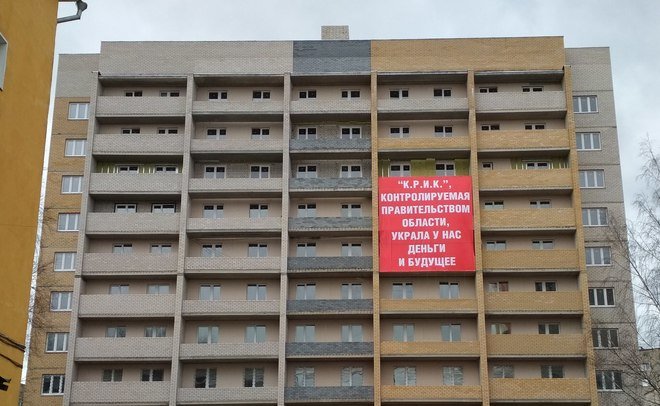 "К.Р.И.К.",
КОНТРОЛИРУЕМАЯ
ПРАВИТЕЛЬСТВОМ
ОБЛАСТИ,
УКРАЛА У НАС
ДЕНЬГИ
И БУДУЩЕЕ